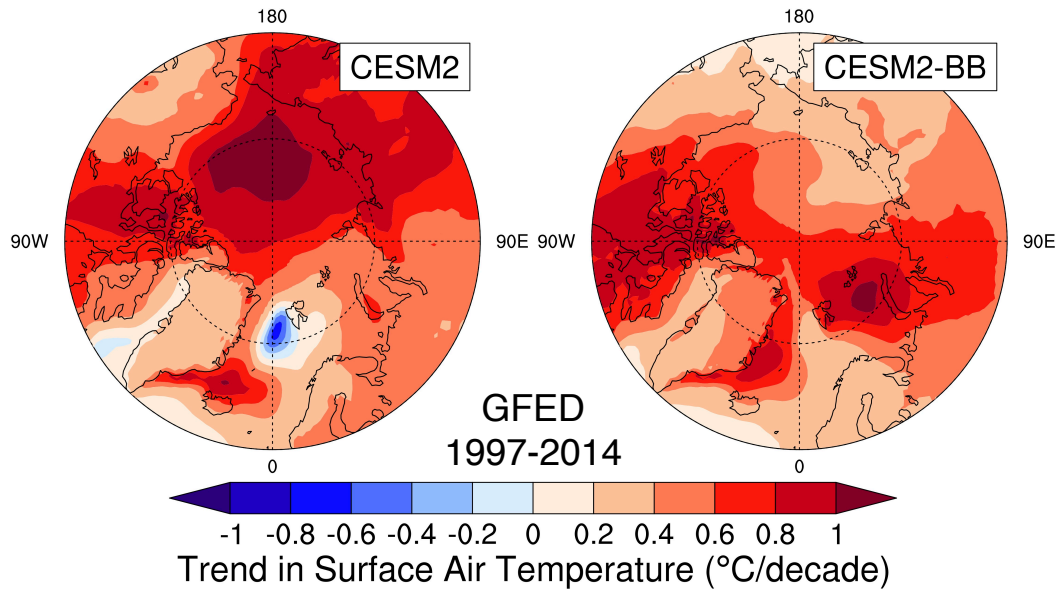 180
180
CESM2
CESM2-BB
90W
90E
90W
90E
GFED
1997-2014
0
0
-1 -0.8 -0.6 -0.4 -0.2 0 0.2 0.4 0.6 0.8 1
Trend in Surface Air Temperature (°C/decade)